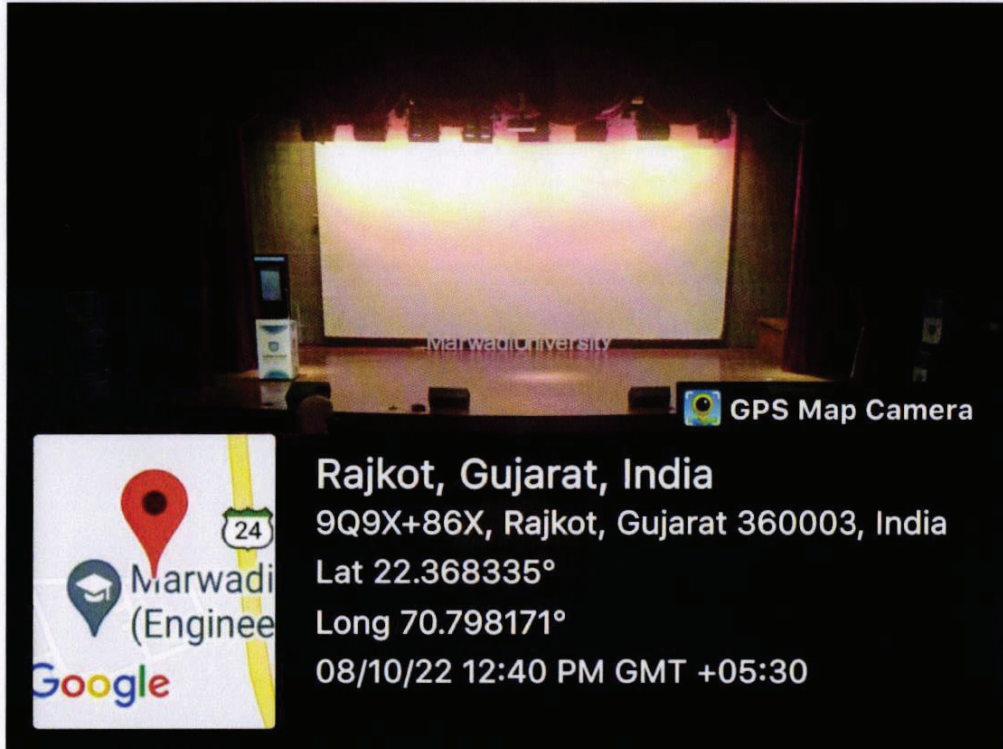 MarwadiUniversity
GPS Map Camera
24
Marwadi
(Enginee
Google
Rajkot, Gujarat, India
9Q9X+86X, Rajkot, Gujarat 360003, India
Lat 22.368335°
Long 70.798171°
08/10/22 12:40 PM GMT +05:30